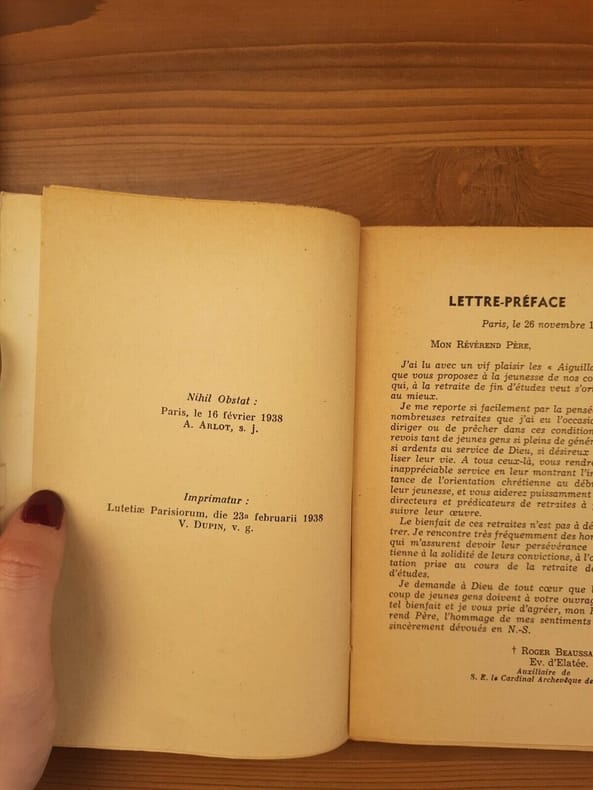 Nihil Obstat :
Paris, le 16 février 1938
A. ARLOT, s. j.
Imprimatur :
Lutetiæ Parisiorum, die 23ª februarii 1938
V. DUPIN, v. g.
LETTRE-PRÉFACE
Paris, le 26 novembre 1
MON RÉVÉREND PÈRE,
J'ai lu avec un vif plaisir les « Aiguilla
que vous proposez à la jeunesse de nos co
qui, à la retraite de fin d'études veut s'ori
au mieux.
Je me reporte si facilement par la pensé
nombreuses retraites que j'ai eu l'occasio
diriger ou de prêcher dans ces condition
revois tant de jeunes gens si pleins de génér
si ardents au service de Dieu, si désireux
liser leur vie. A tous ceux-là, vous rendre
inappréciable service en leur montrant l'im
tance de l'orientation chrétienne au débu
leur jeunesse, et vous aiderez puissamment
directeurs et prédicateurs de retraites à
suivre leur œuvre.
Le bienfait de ces retraites n'est pas à dé
trer. Je rencontre très fréquemment des hom
qui m'assurent devoir leur persévérance
tienne à la solidité de leurs convictions, à l'o
tation prise au cours de la retraite de
d'études.
Je demande à Dieu de tout cœur que
coup de jeunes gens doivent à votre ouvrag
tel bienfait et je vous prie d'agréer, mon
rend Père, l'hommage de mes sentiments
sincèrement dévoués en N.-S.
† ROGER BEAUSSA
Ev. d'Elatée.
Auxiliaire de
S. E. le Cardinal Archevêque de